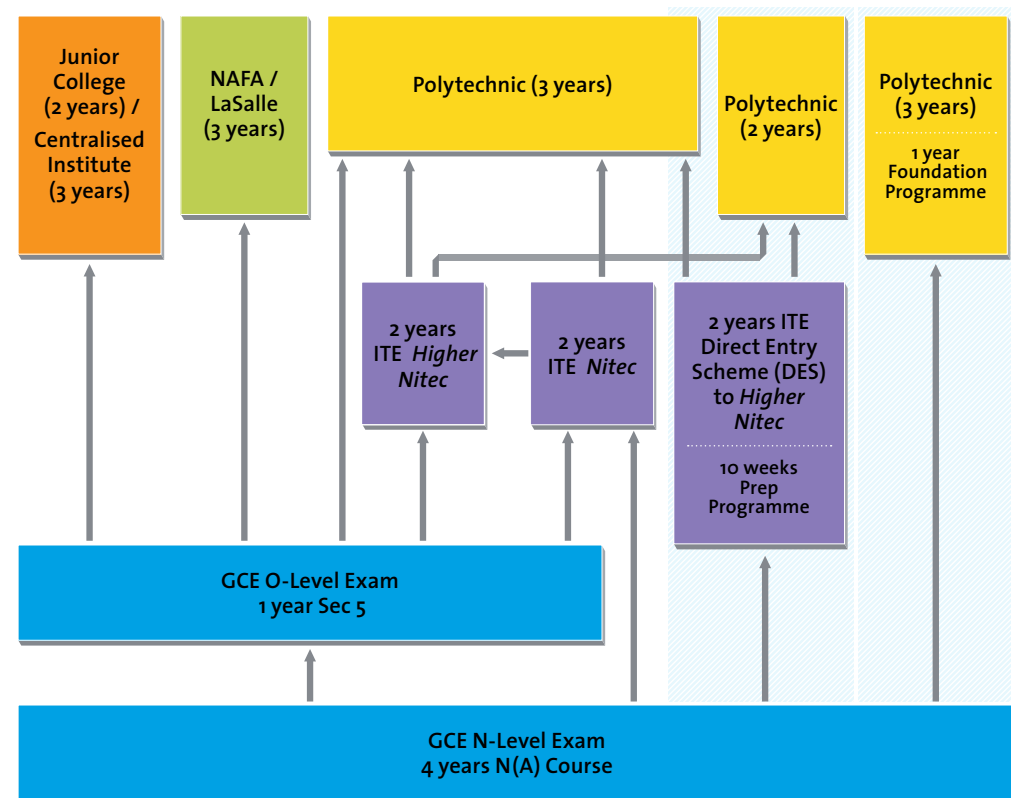 Junior
College
(2 years) /
Centralised
Institute
(3 years)
NAFA /
LaSalle
(3 years)
Polytechnic (3 years)
Polytechnic
(2 years)
Polytechnic
(3 years)
1 year
Foundation
Programme
2 years
ITE Higher
Nitec
2 years
ITE Nitec
2 years ITE
Direct Entry
Scheme (DES)
to Higher
Nitec
10 weeks
Prep
Programme
GCE O-Level Exam
1 year Sec 5
GCE N-Level Exam
4 years N(A) Course